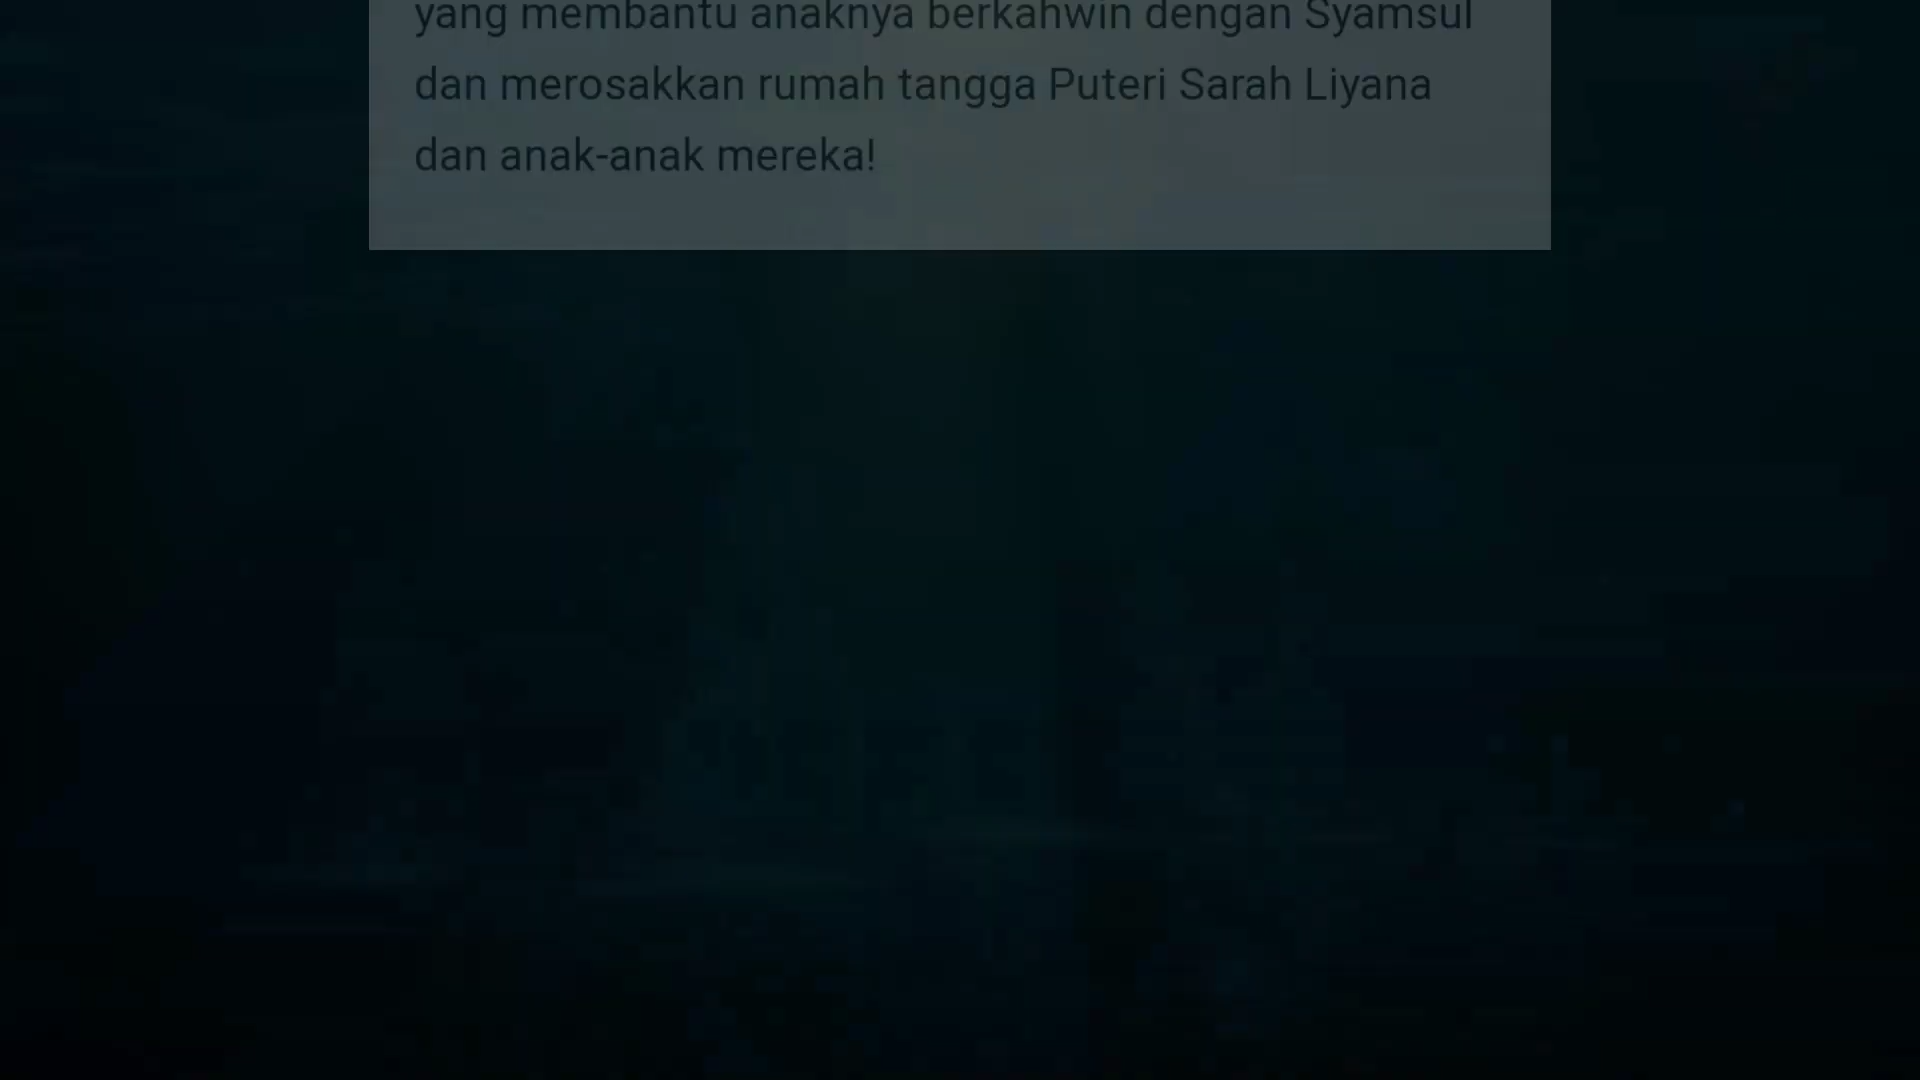 yang membantu anaknya berkahwin dengan Syamsul
dan merosakkan rumah tangga Puteri Sarah Liyana
dan anak-anak mereka!